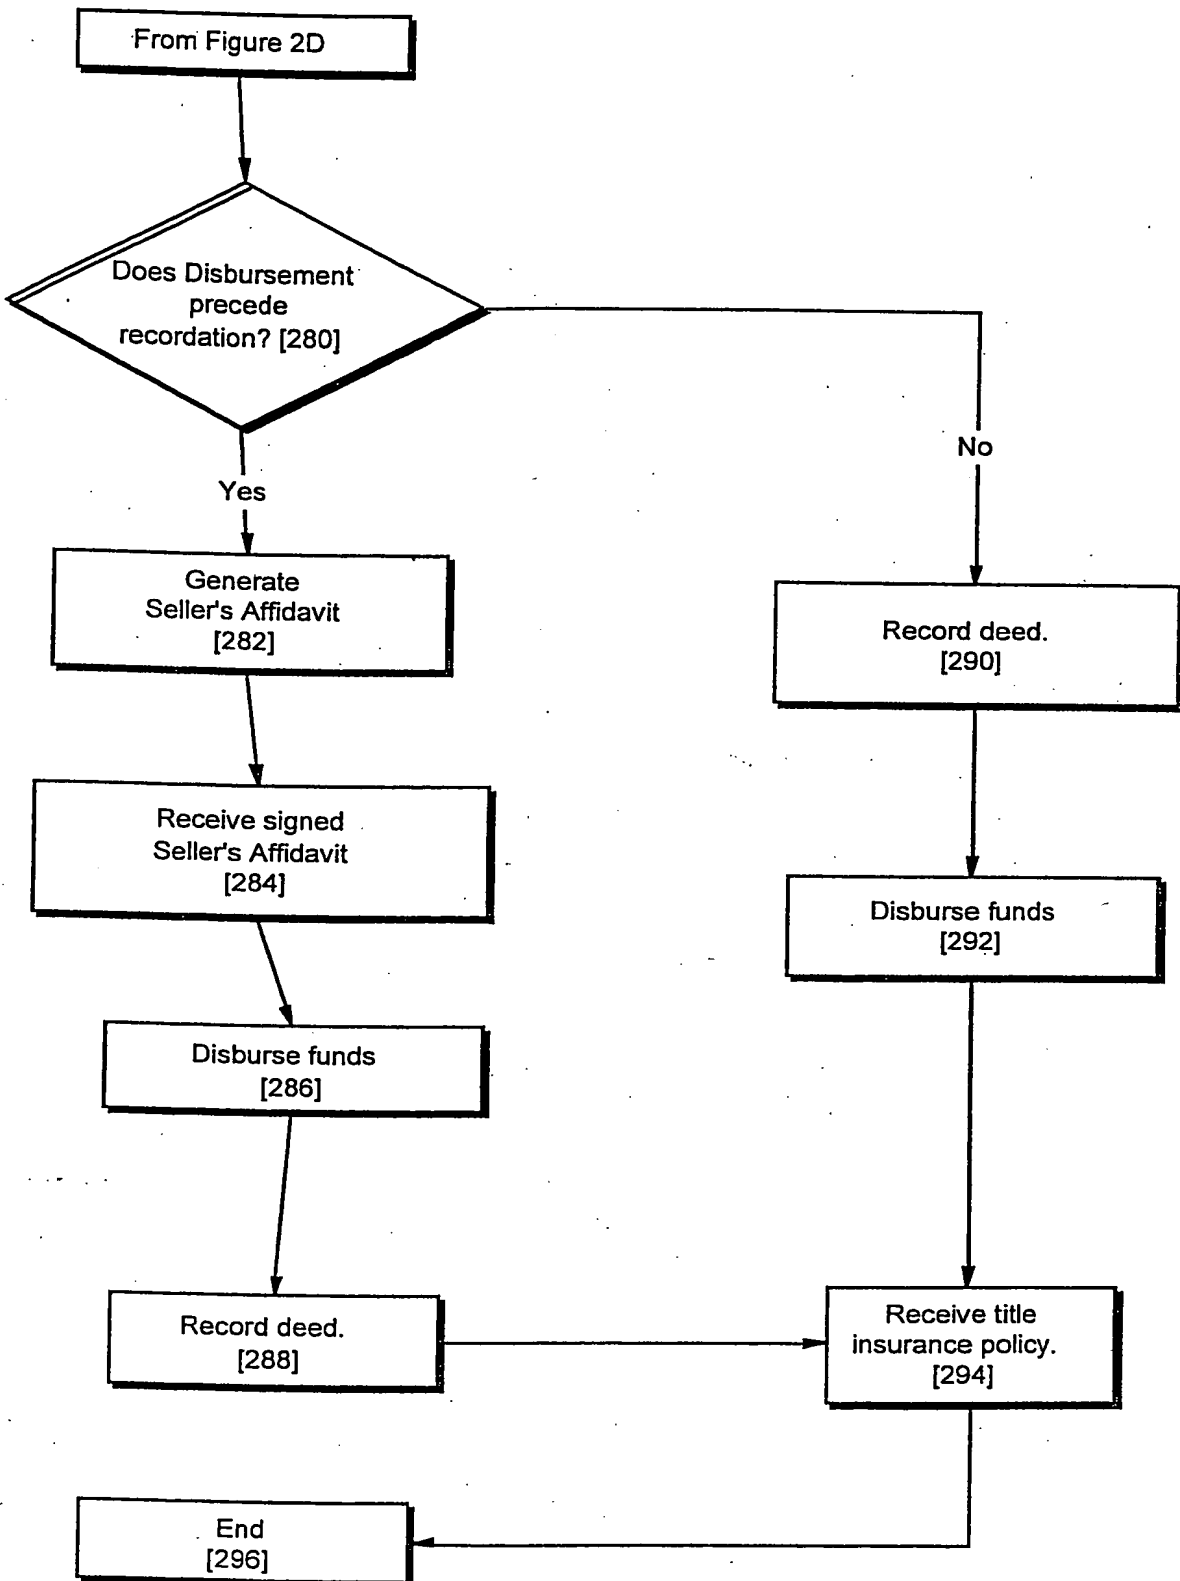 From Figure 2D
Does Disbursement
precede
recordation? [280]
No
Yes
Generate
Seller's Affidavit
[282]
Record deed.
[290]
Receive signed
Seller's Affidavit
[284]
Disburse funds
[292]
Disburse funds
[286]
Record deed.
[288]
Receive title
insurance policy.
[294]
End
[296]